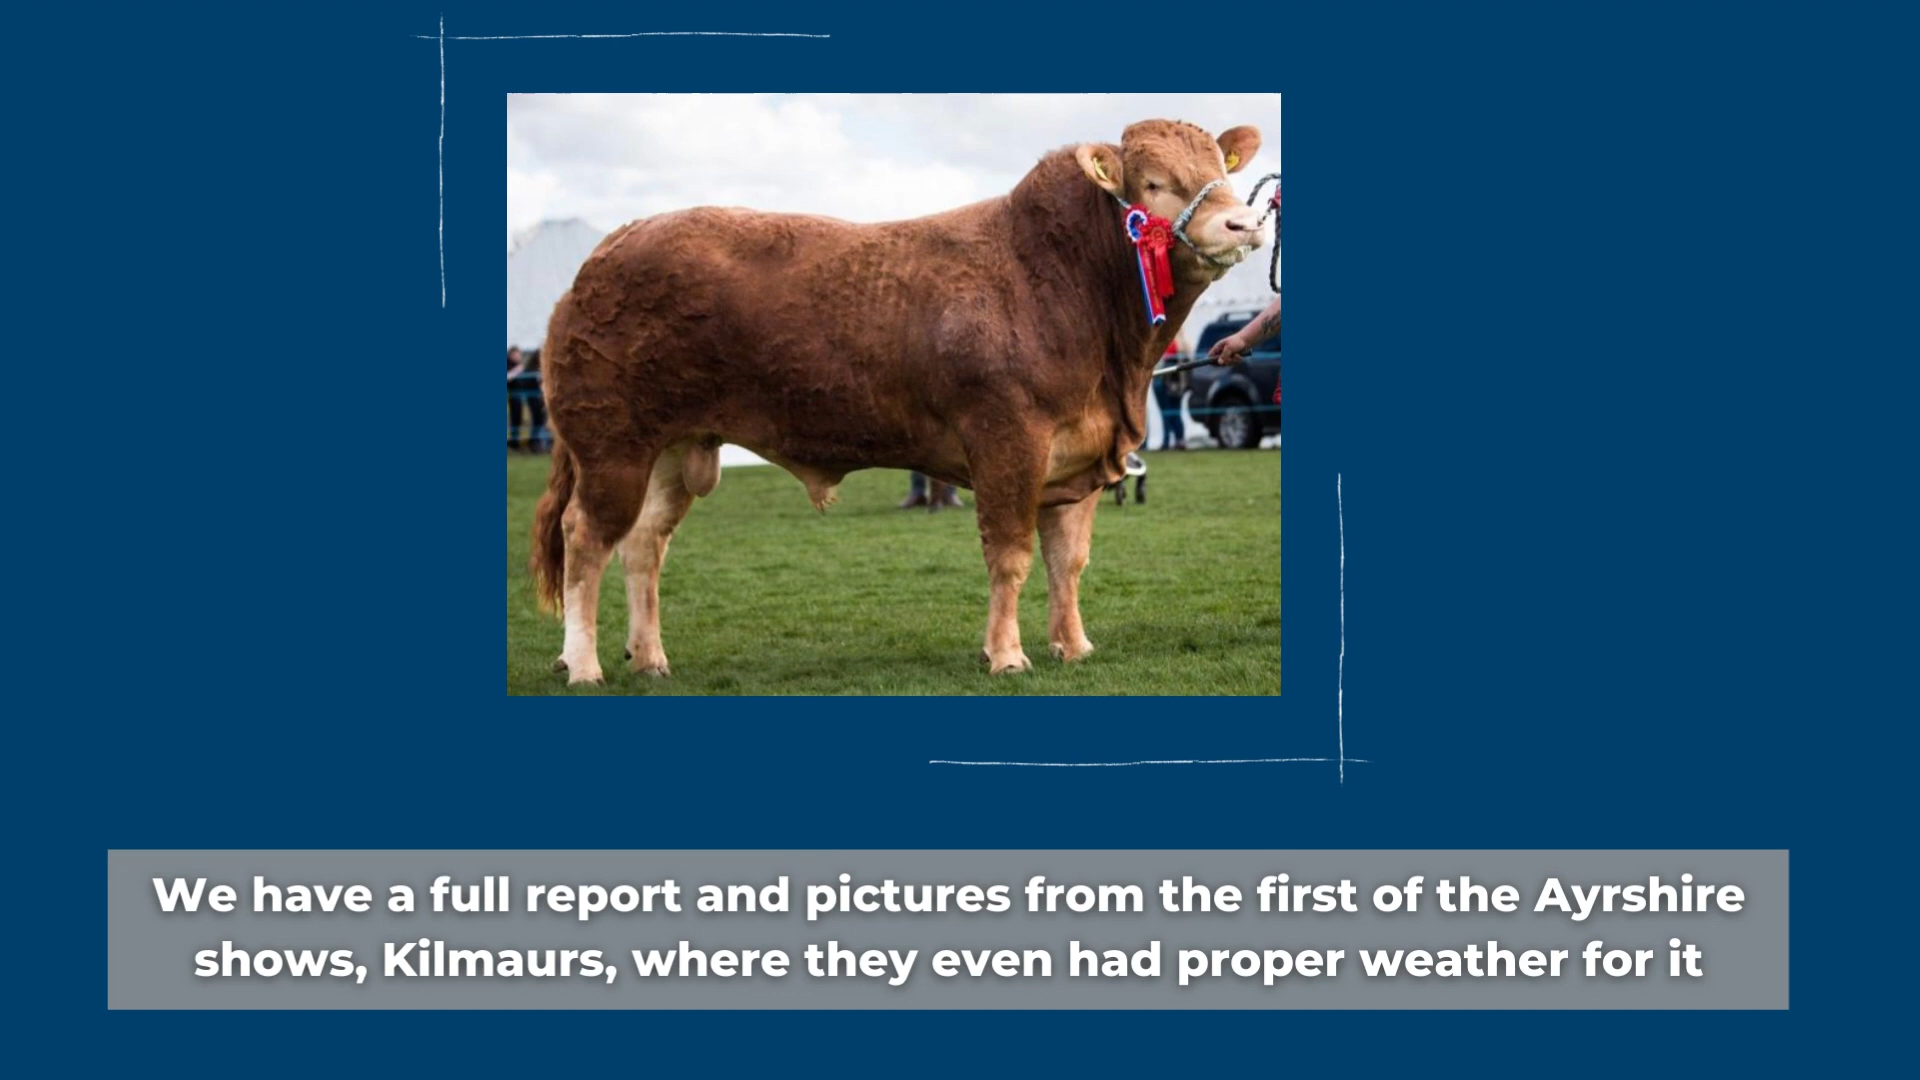 We have a full report and pictures from the first of the Ayrshire
shows, Kilmaurs, where they even had proper weather for it